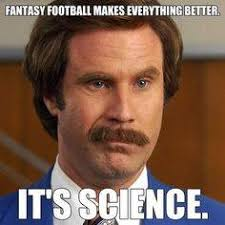 FANTASY FOOTBALL MAKES EVERYTHING BETTER.
IT'S SCIENCE.